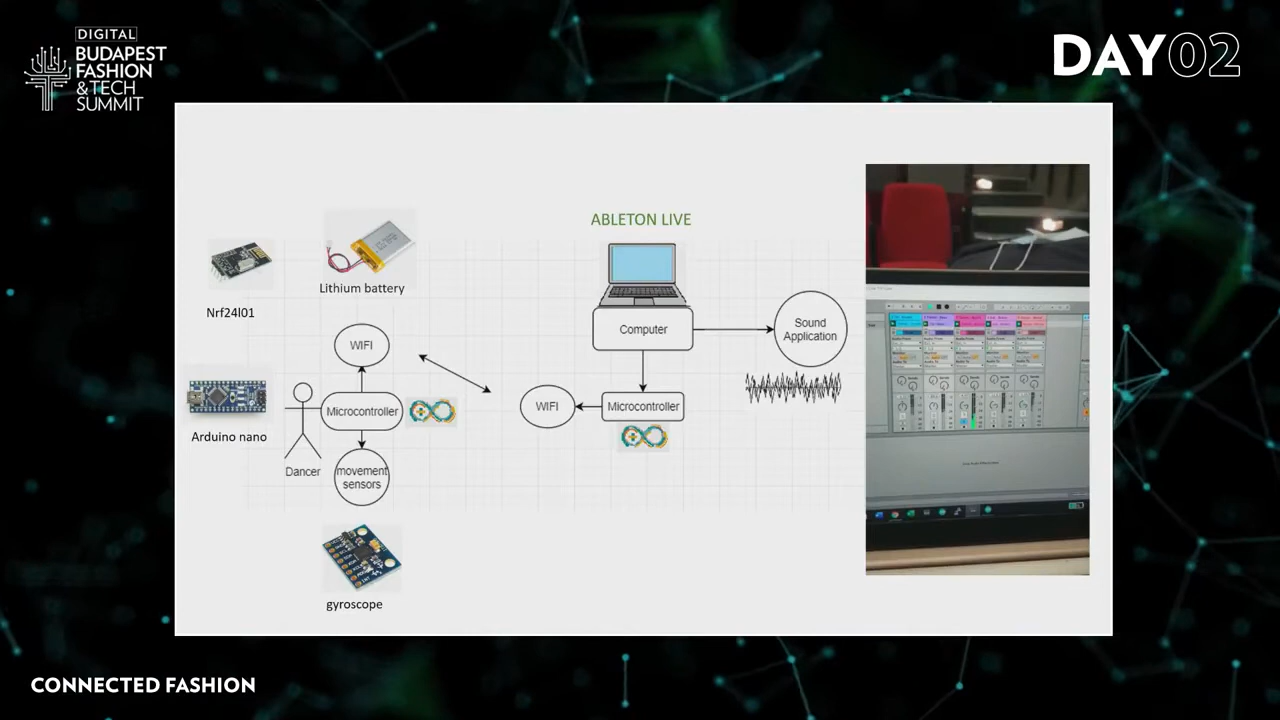 DIGITAL
BUDAPEST
FASHION
&TECH
SUMMIT
DAY02
ABELTON LIVE
Nrf24l01
Lithium battery
WIFI
Computer
Sound
Application
Arduino nano
Microcontroller
WIFI
Microcontroller
Dancer
movement
sensors
gyroscope
CONNECTED FASHION